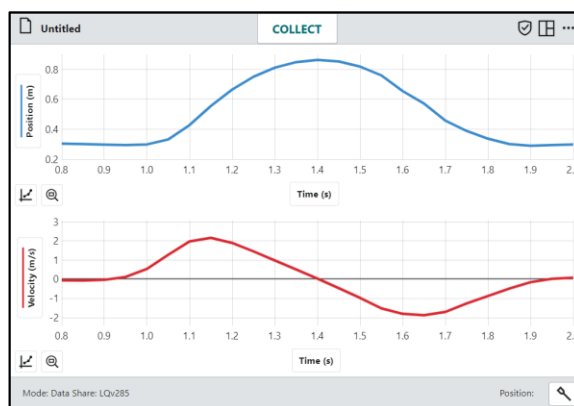 Untitled
COLLECT
Position (m)
0.8
0.6
0.4
0.2
0.8 0.9 1.0 1.1 1.2 1.3 1.4 1.5 1.6 1.7 1.8 1.9 2.
Time (s)
Velocity (m/s)
3
2
1
0
-1
-2
0.8 0.9 1.0 1.1 1.2 1.3 1.4 1.5 1.6 1.7 1.8 1.9 2.
Time (s)
Mode: Data Share: LQv285
Position: